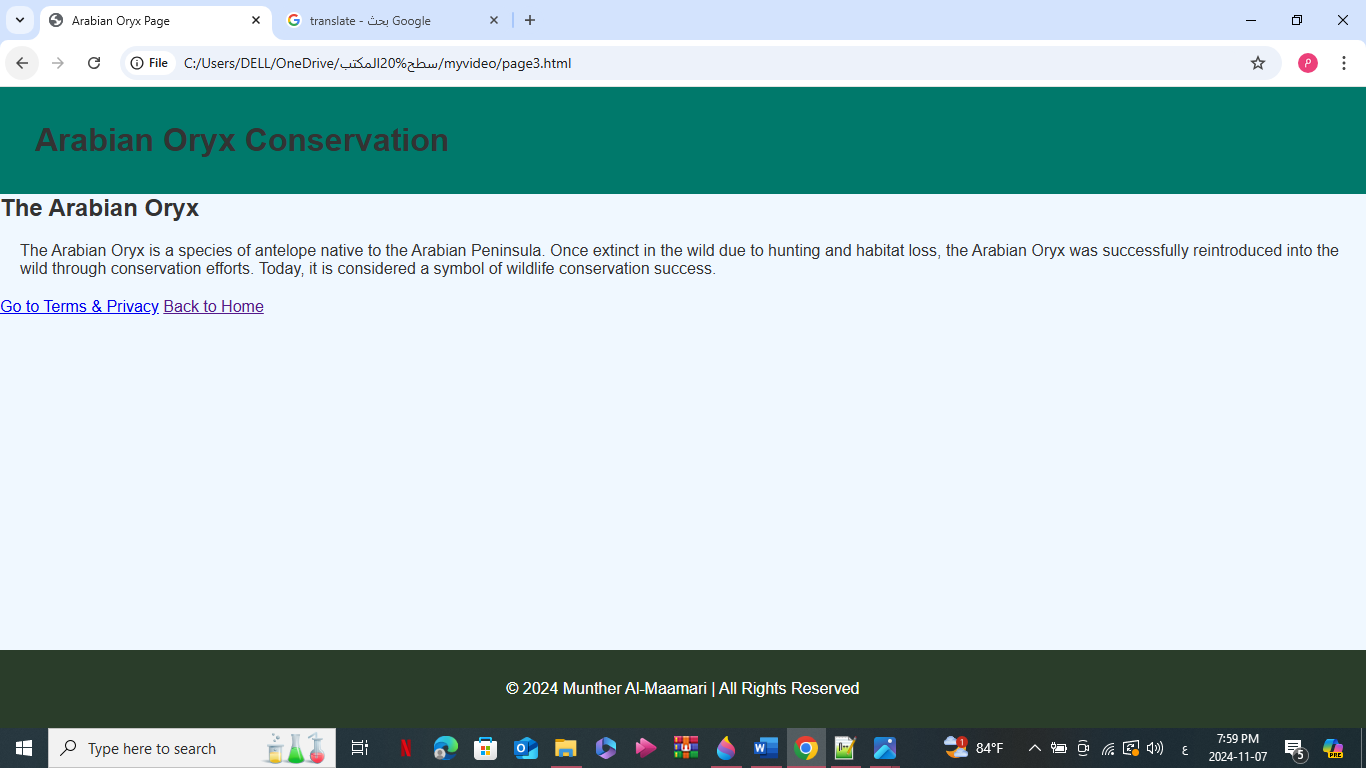 Arabian Oryx Page
translate - بحث Google
File
C:/Users/DELL/OneDrive/سطح%20المكتب/myvideo/page3.html
Arabian Oryx Conservation
The Arabian Oryx
The Arabian Oryx is a species of antelope native to the Arabian Peninsula. Once extinct in the wild due to hunting and habitat loss, the Arabian Oryx was successfully reintroduced into the
wild through conservation efforts. Today, it is considered a symbol of wildlife conservation success.
Go to Terms & Privacy Back to Home
© 2024 Munther Al-Maamari | All Rights Reserved
Type here to search
84°F
ع
7:59 PM
2024-11-07
5